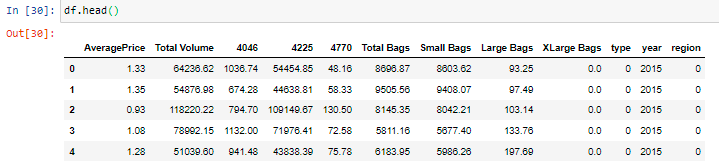 In [30]: df.head()
Out[30]:
AveragePrice Total Volume 4046 4225 4770 Total Bags Small Bags Large Bags XLarge Bags type year region
0 1.33 64236.62 1036.74 54454.85 48.16 8696.87 8603.62 93.25 0.0 0 2015 0
1 1.35 54876.98 674.28 44638.81 58.33 9505.56 9408.07 97.49 0.0 0 2015 0
2 0.93 118220.22 794.70 109149.67 130.50 8145.35 8042.21 103.14 0.0 0 2015 0
3 1.08 78992.15 1132.00 71976.41 72.58 5811.16 5677.40 133.76 0.0 0 2015 0
4 1.28 51039.60 941.48 43838.39 75.78 6183.95 5986.26 197.69 0.0 0 2015 0